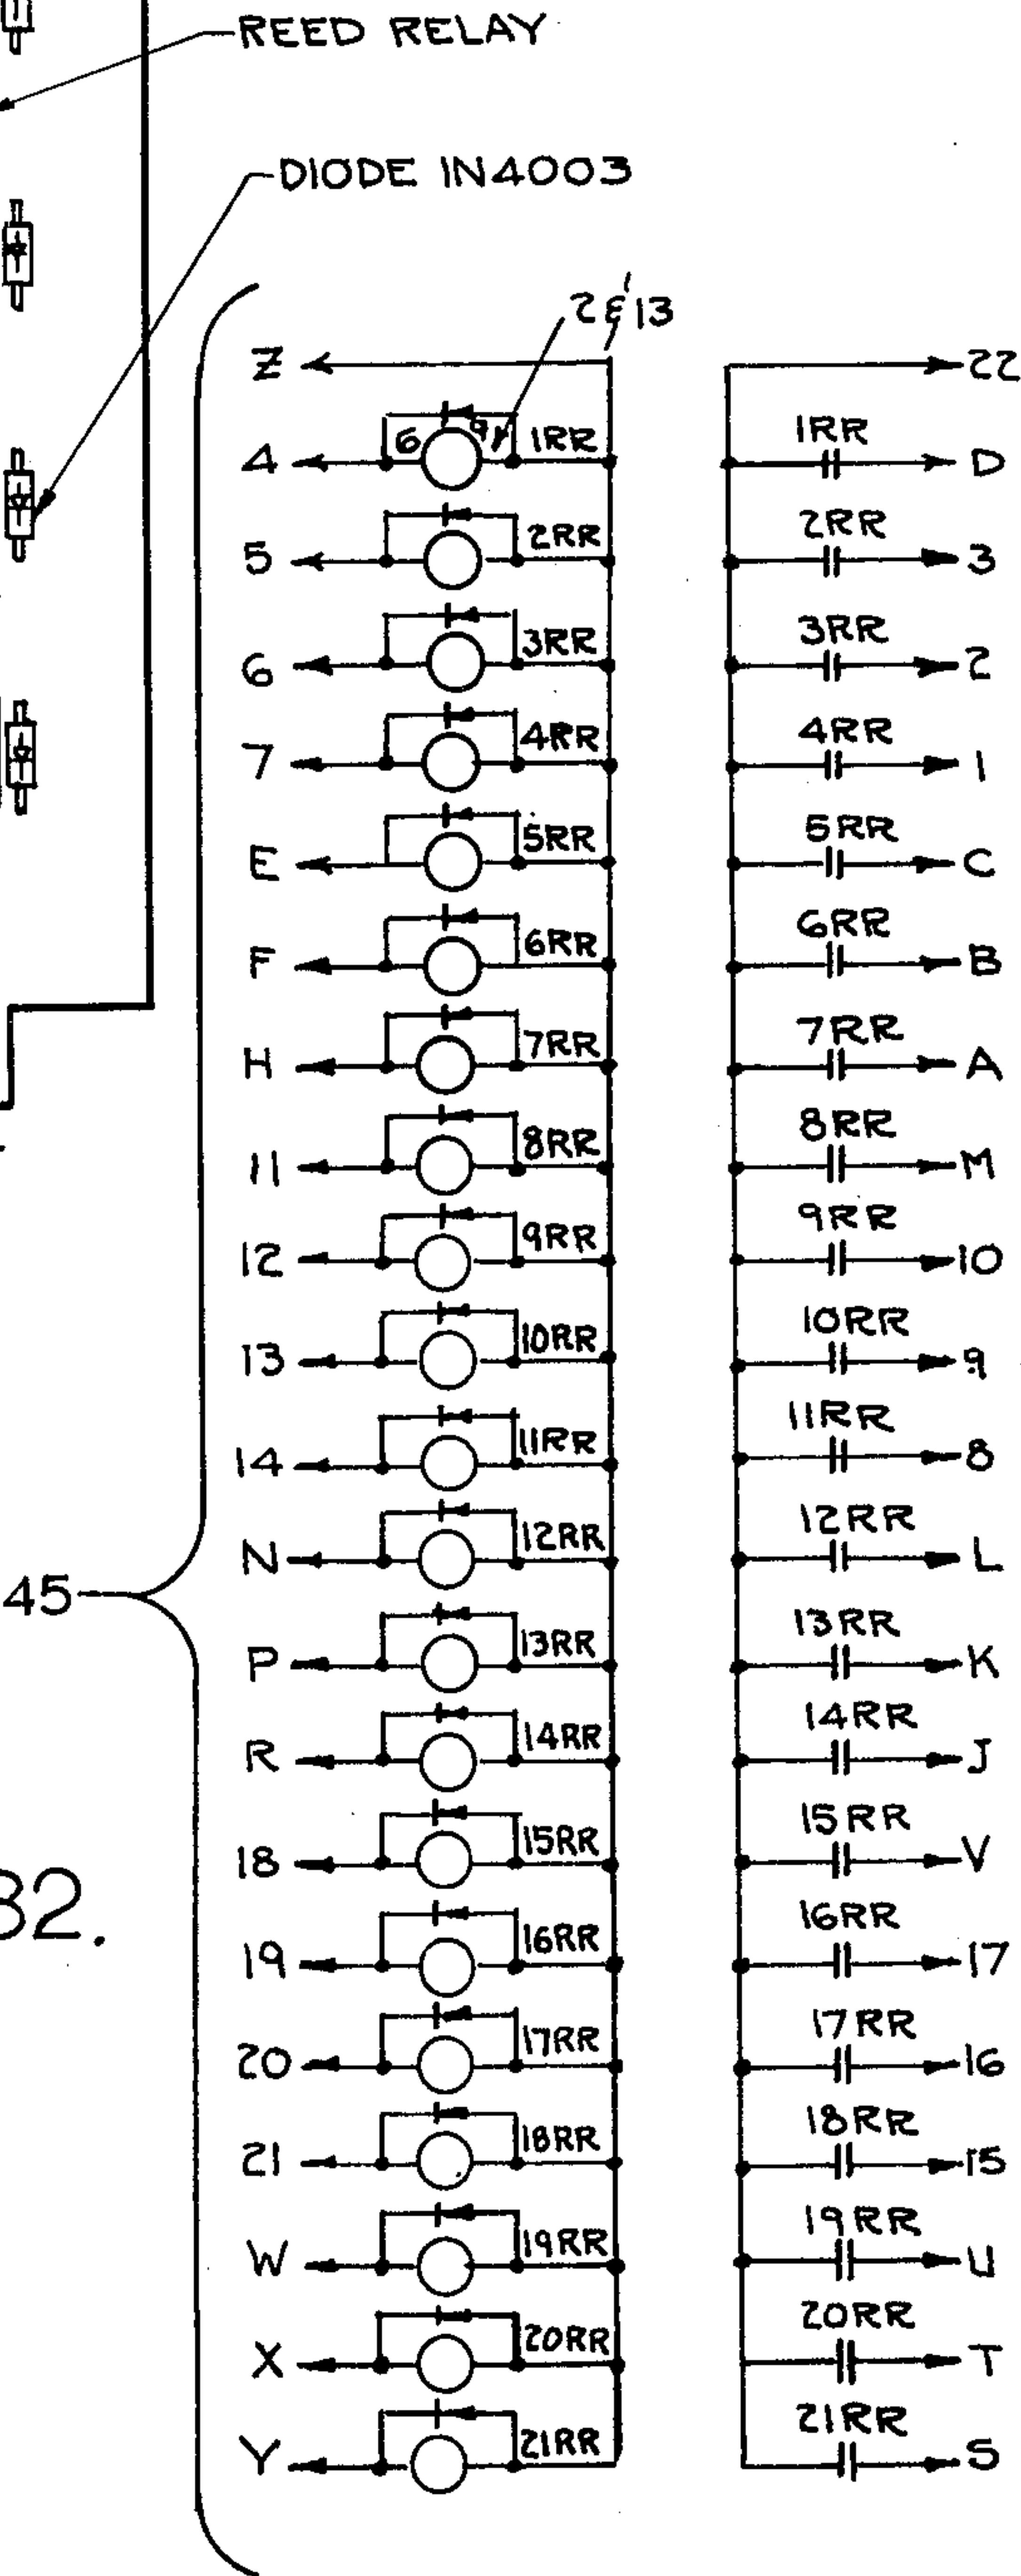 REED RELAY
DIODE IN4003
2 & 13
Z 22
6 9 1RR 1RR
4 D
2RR 2RR
5 3
3RR 3RR
6 2
4RR 4RR
7 1
5RR 5RR
E C
6RR 6RR
F B
7RR 7RR
H A
8RR 8RR
11 M
9RR 9RR
12 10
10RR 10RR
13 9
11RR 11RR
14 8
12RR 12RR
N L
45
13RR 13RR
P K
14RR 14RR
R J
15RR 15RR
18 V
32.
16RR 16RR
19 17
17RR 17RR
20 16
18RR 18RR
21 15
19RR 19RR
W U
20RR 20RR
X T
21RR 21RR
Y S